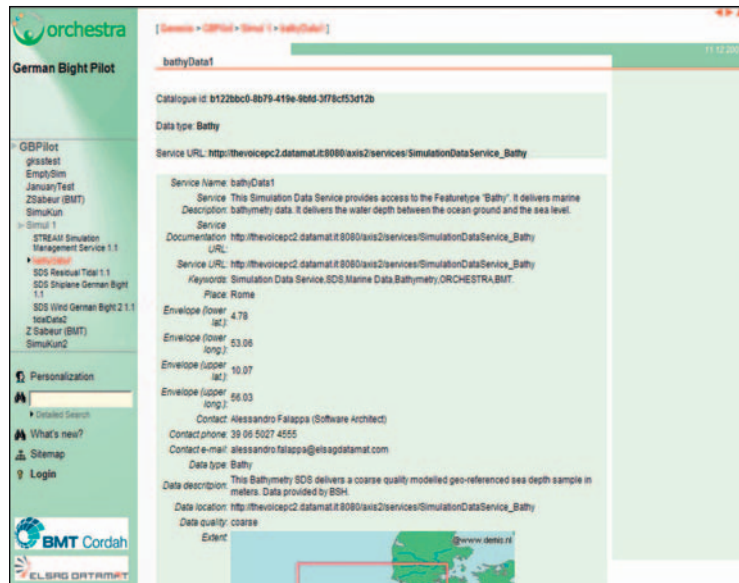 orchestra
German Bight Pilot
[ Genesis > GBPilot > Simul 1 > bathyData1 ]
bathyData1
Catalogue id: b122bbc0-8b79-419e-9bfd-3f78cf53d12b
Data type: Bathy
Service URL: http://thevoicepc2.datamat.it:8080/axis2/services/SimulationDataService_Bathy
GBPilot
gksstest
EmptySim
JanuaryTest
ZSabeur (BMT)
SimuKun
Simul 1
STREAM Simulation
Management Service 1.1
bathyData1
SDS Residual Tidal 1.1
SDS Shiplane German Bight
1.1
SDS Wind German Bight 2 1.1
tidalData2
Z Sabeur (BMT)
SimuKun2
Personalization
Detailed Search
What's new?
Sitemap
Login
BMT Cordah
ELSAG DATAMAT
Service Name: bathyData1
Service Description: This Simulation Data Service provides access to the Featuretype "Bathy". It delivers marine
bathymetry data. It delivers the water depth between the ocean ground and the sea level.
Service Documentation URL: http://thevoicepc2.datamat.it:8080/axis2/services/SimulationDataService_Bathy
Service URL: http://thevoicepc2.datamat.it:8080/axis2/services/SimulationDataService_Bathy
Keywords: Simulation Data Service,SDS,Marine Data,Bathymetry,ORCHESTRA,BMT.
Place: Rome
Envelope (lower lat.): 4.78
Envelope (lower long.): 53.06
Envelope (upper lat.): 10.07
Envelope (upper long.): 56.03
Contact: Alessandro Falappa (Software Architect)
Contact phone: 39 06 5027 4555
Contact e-mail: alessandro.falappa@elsagdatamat.com
Data type: Bathy
Data descritpion: This Bathymetry SDS delivers a coarse quality modelled geo-referenced sea depth sample in
meters. Data provided by BSH.
Data location: http://thevoicepc2.datamat.it:8080/axis2/services/SimulationDataService_Bathy
Data quality: coarse
Extent:
@www.demis.nl